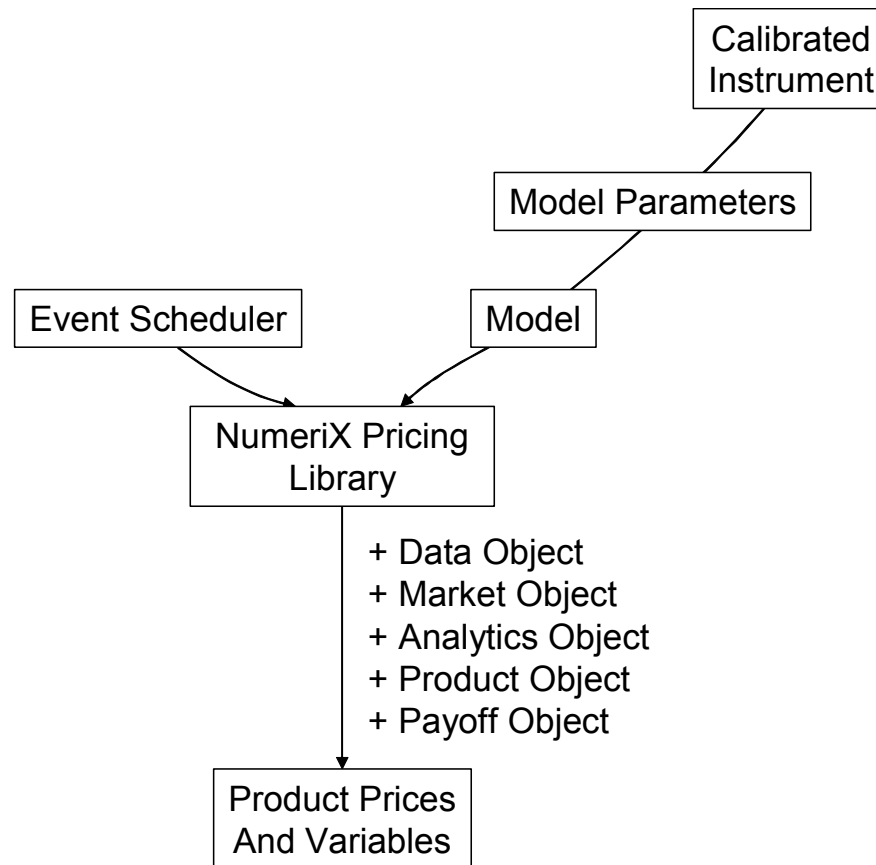 Calibrated
Instrument
Model Parameters
Event Scheduler
Model
NumeriX Pricing
Library
+ Data Object
+ Market Object
+ Analytics Object
+ Product Object
+ Payoff Object
Product Prices
And Variables